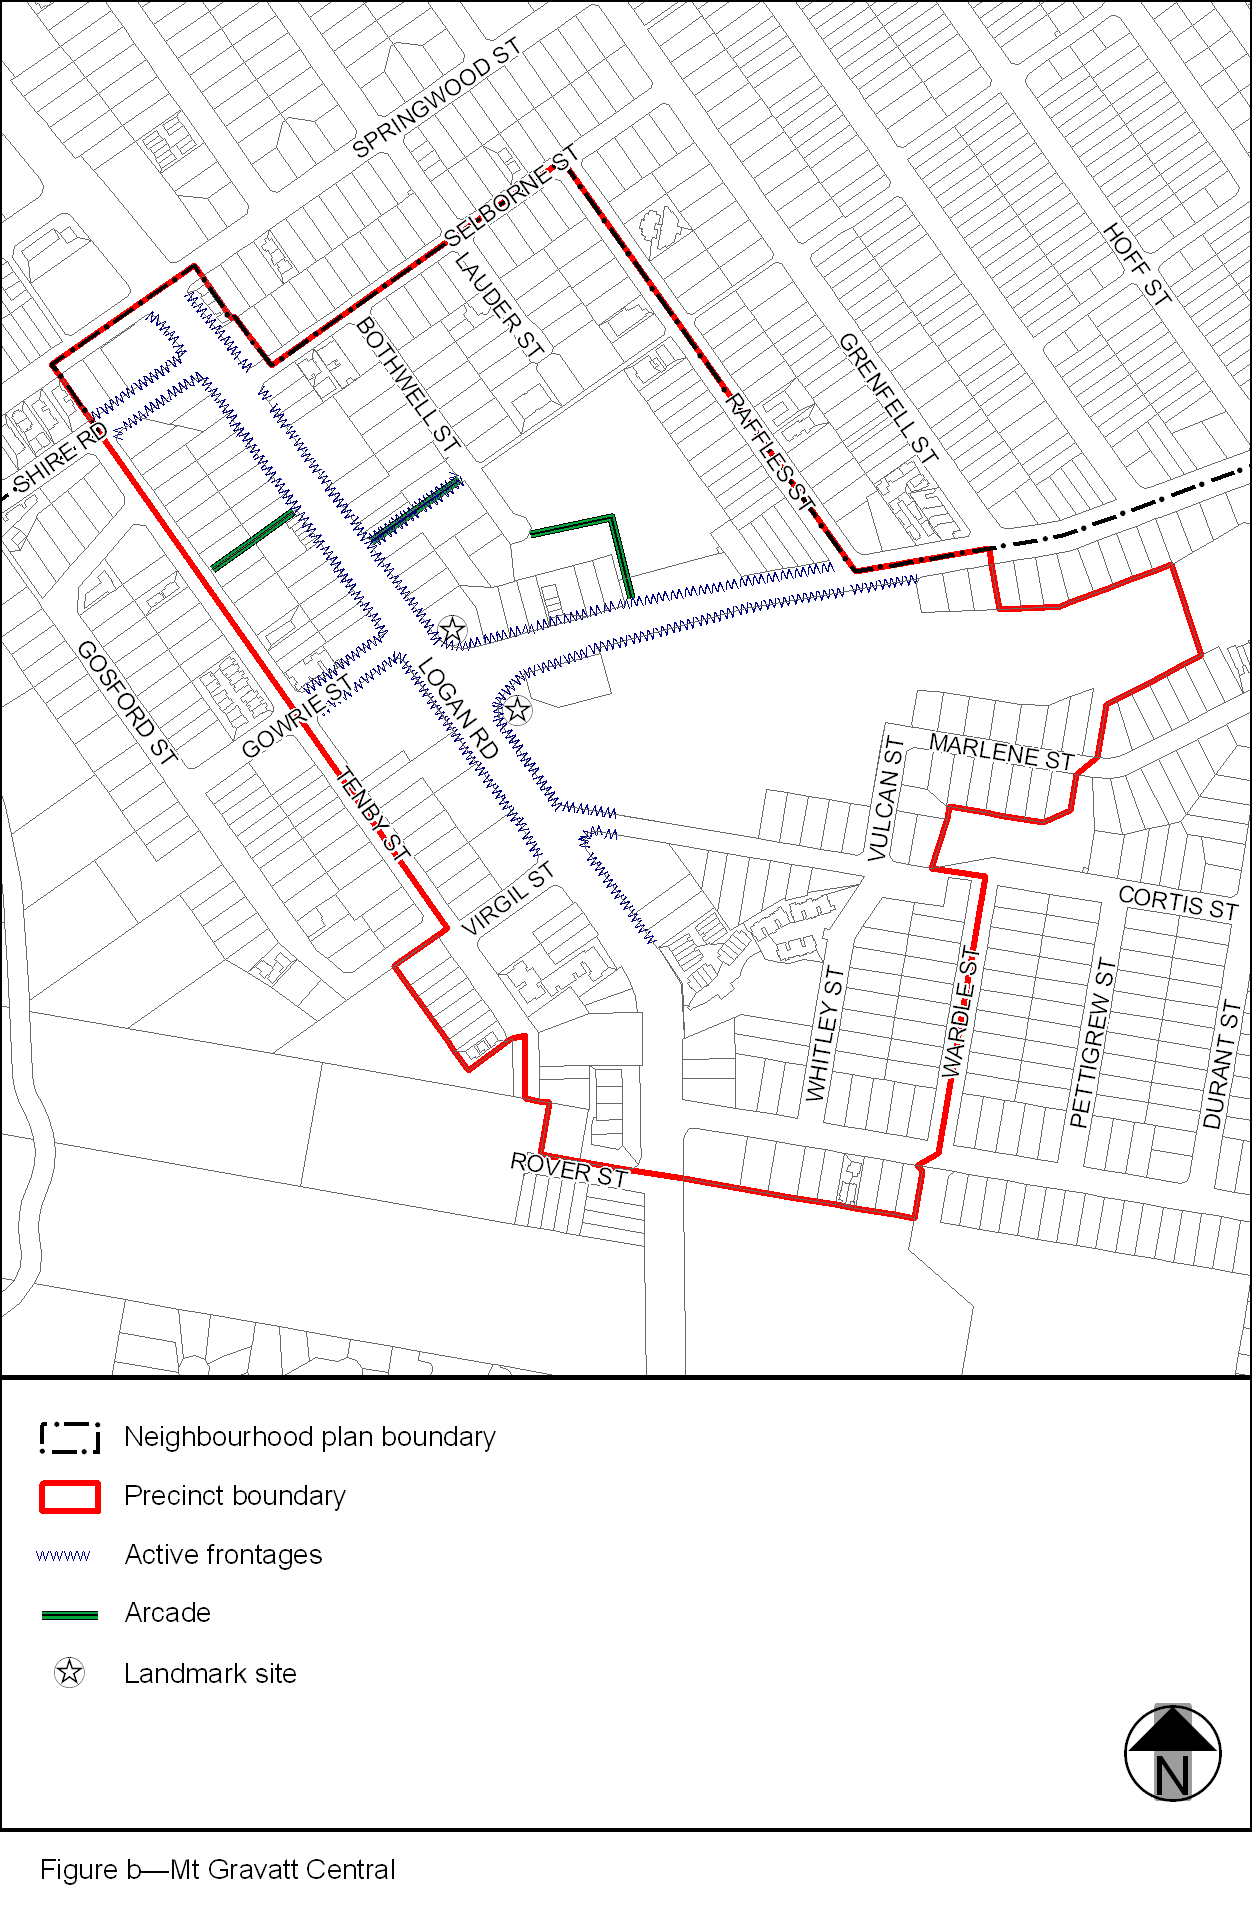 SPRINGWOOD ST
SELBORNE ST
HOFF ST
LAUDER ST
BOTHWELL ST
GRENFELL ST
RAFFLES ST
SHIRE RD
GOSFORD ST
GOWRIE ST
LOGAN RD
MARLENE ST
VULCAN ST
TENBY ST
VIRGIL ST
CORTIS ST
WHITLEY ST
WARDLE ST
PETTIGREW ST
DURANT ST
ROVER ST
Neighbourhood plan boundary
Precinct boundary
Active frontages
Arcade
Landmark site
N
Figure b—Mt Gravatt Central